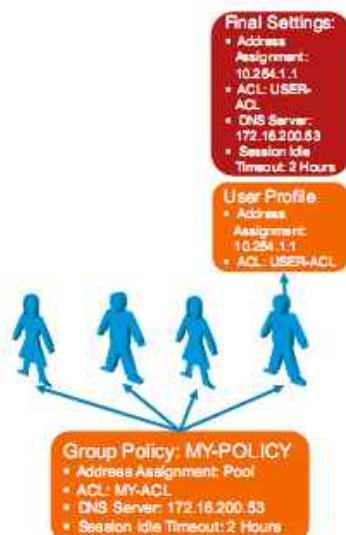 Final Settings:
▪ Address
Assignment:
10.254.1.1
▪ ACL: USER-
ACL
▪ DNS Server:
172.16.200.53
▪ Session Idle
Timeout: 2 Hours
User Profile
▪ Address
Assignment:
10.254.1.1
▪ ACL: USER-ACL
Group Policy: MY-POLICY
▪ Address Assignment: Pool
▪ ACL: MY-ACL
▪ DNS Server: 172.16.200.53
▪ Session Idle Timeout: 2 Hours